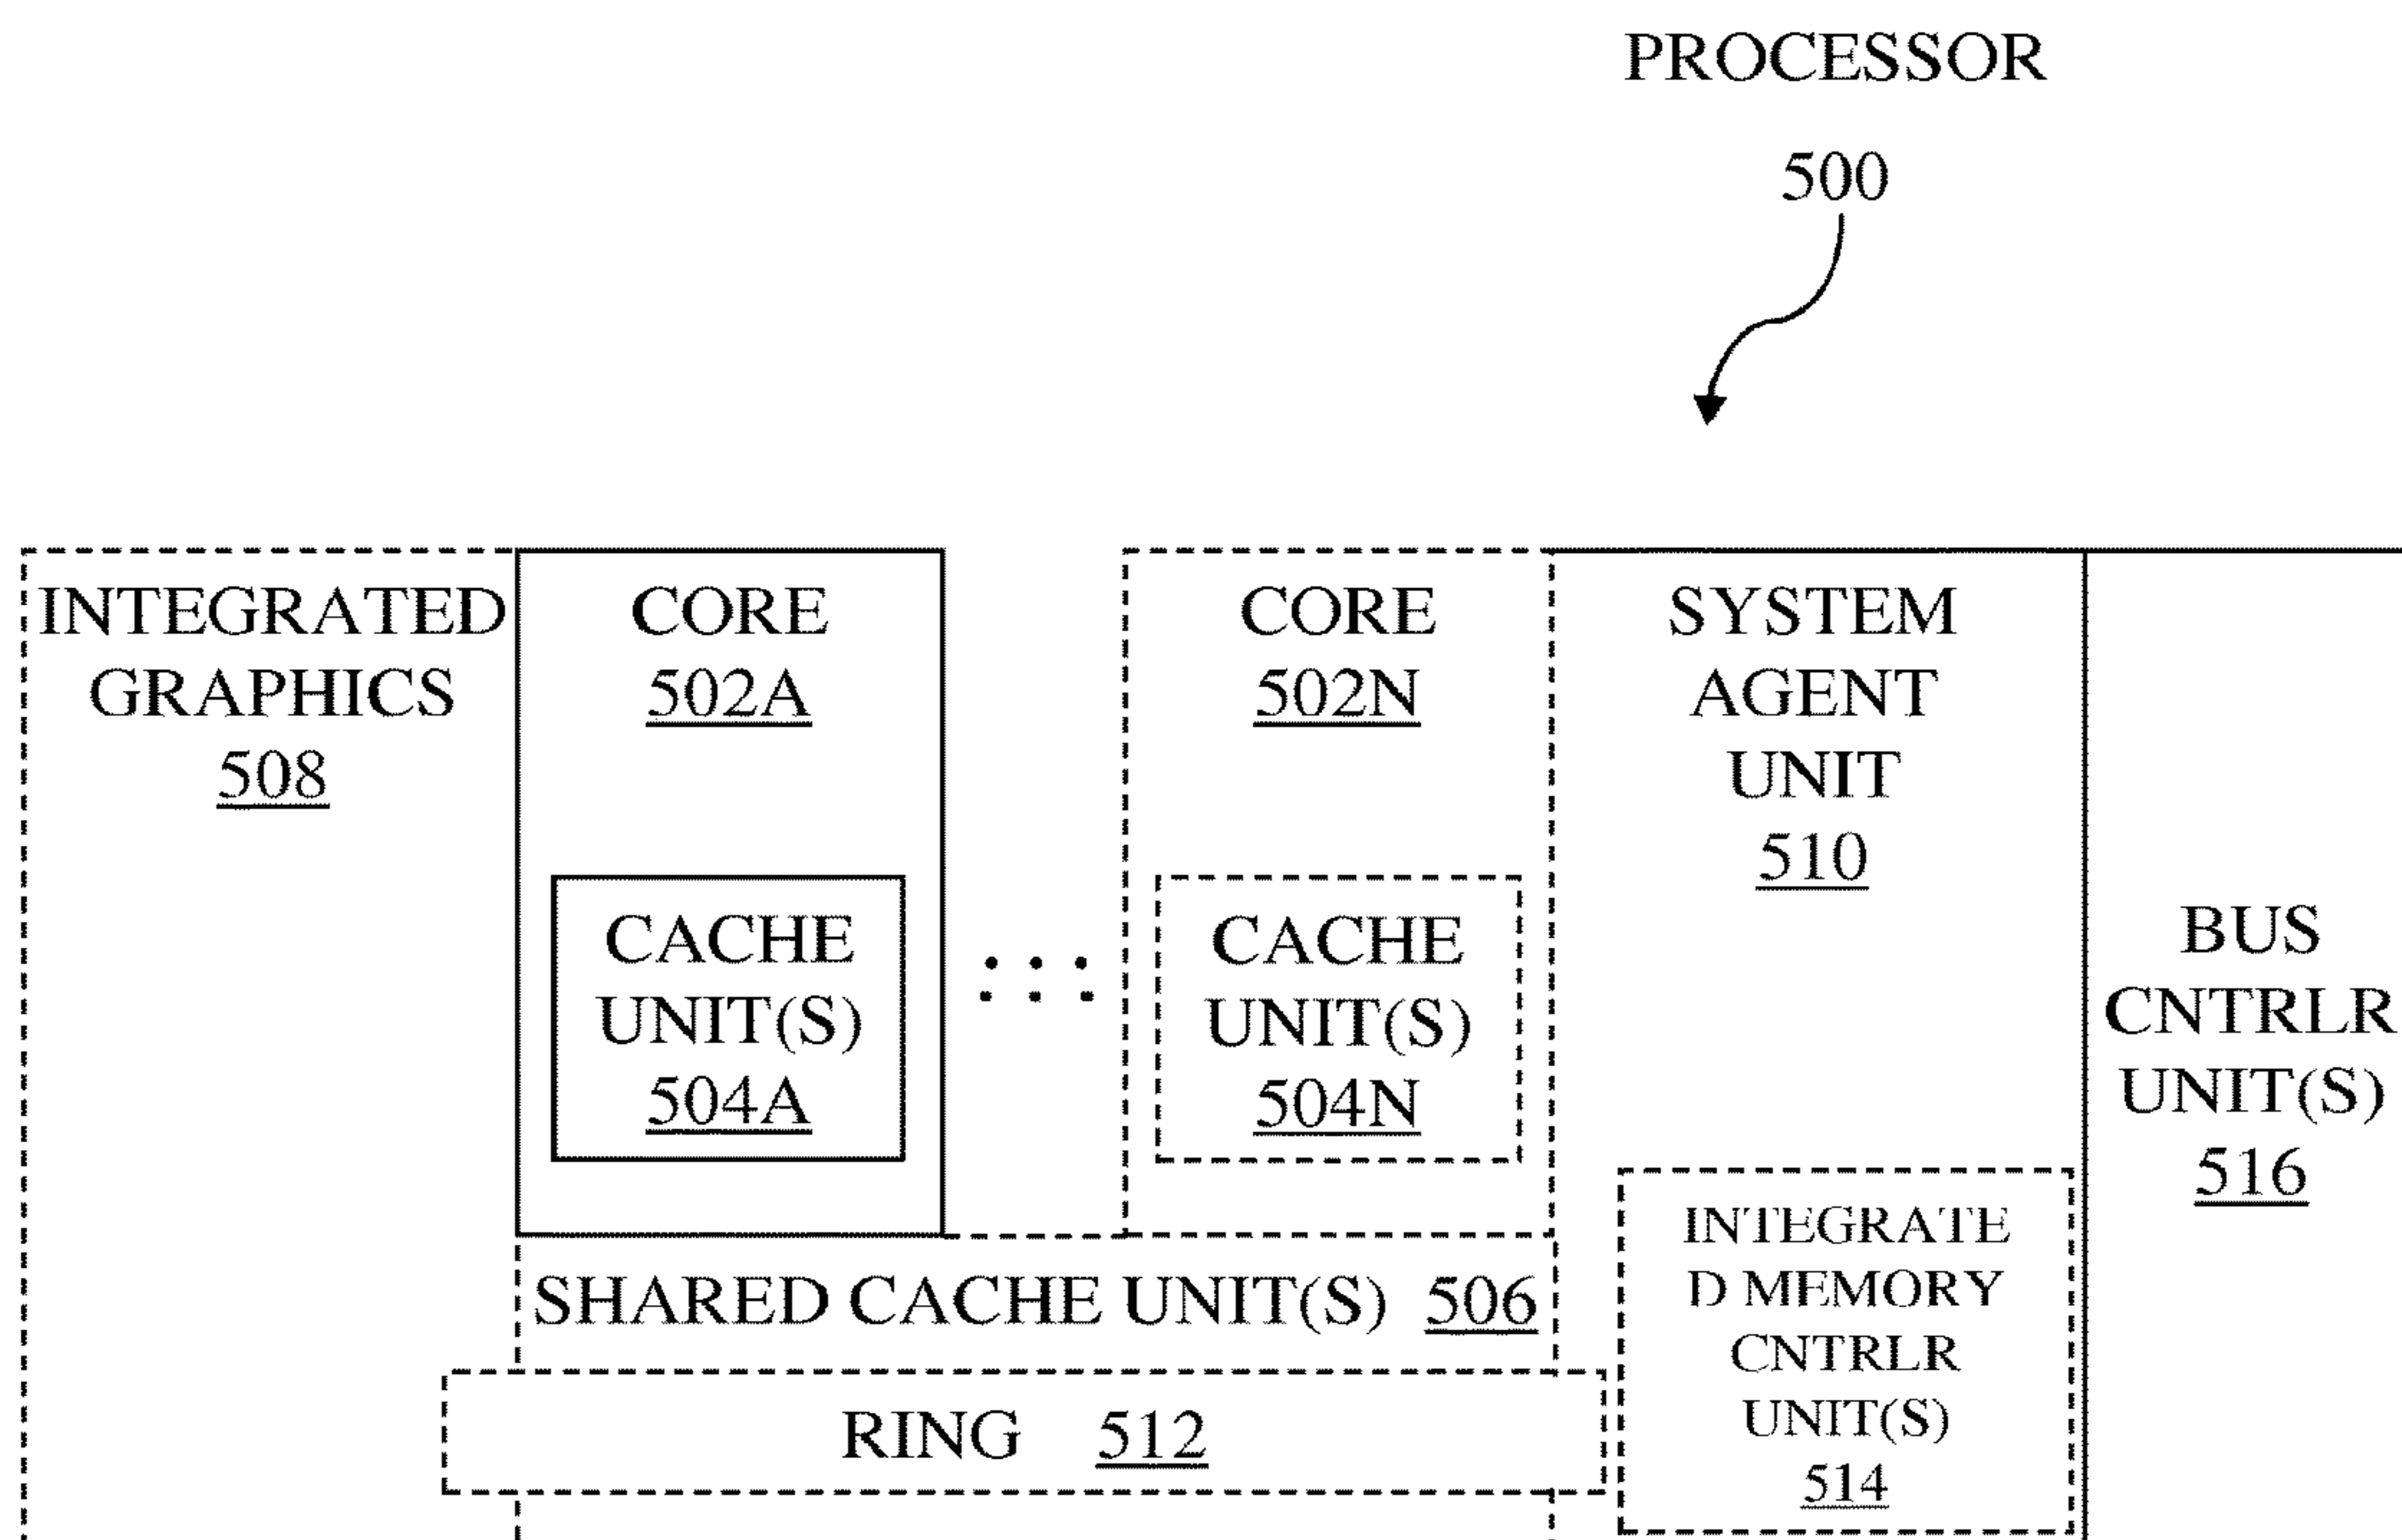 PROCESSOR
500
INTEGRATED
GRAPHICS
508
CORE
502A
CACHE
UNIT(S)
504A
CORE
502N
CACHE
UNIT(S)
504N
SYSTEM
AGENT
UNIT
510
BUS
CNTRLR
UNIT(S)
516
SHARED CACHE UNIT(S) 506
RING 512
INTEGRATE
D MEMORY
CNTRLR
UNIT(S)
514